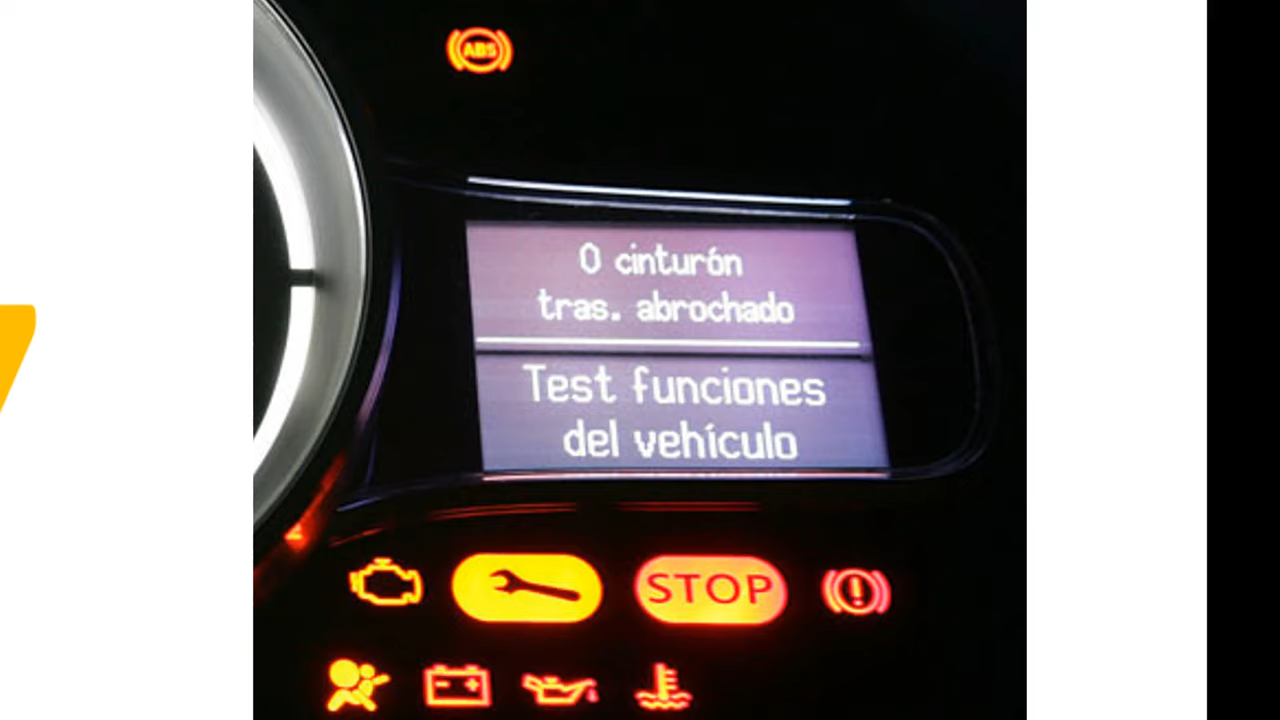 ABS
0 cinturón
tras. abrochado
Test funciones
del vehículo
STOP